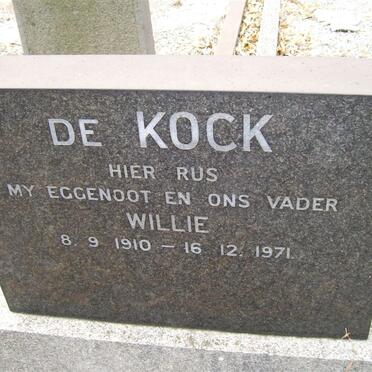 DE KOCK
HIER RUS
MY EGGENOOT EN ONS VADER
WILLIE
8. 9 1910 – 16 12. 1971.